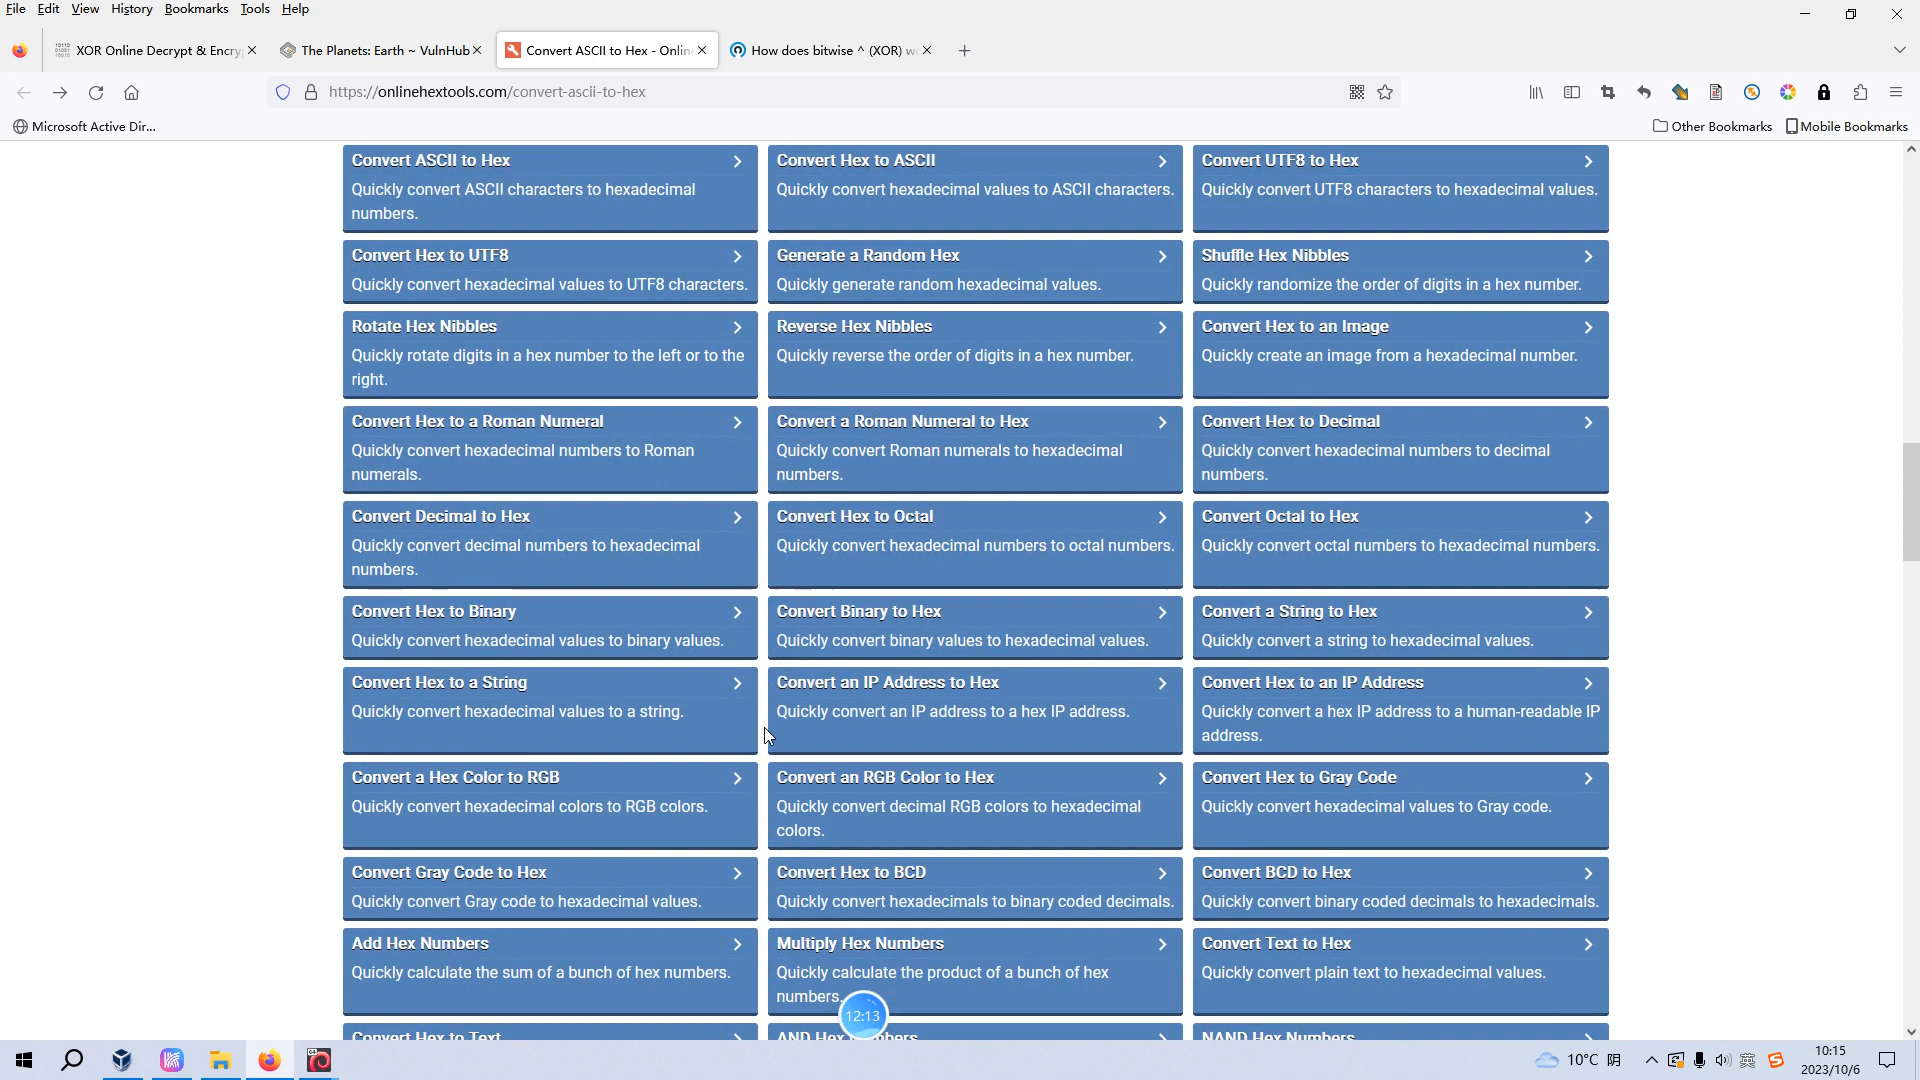 File Edit View History Bookmarks Tools Help
XOR Online Decrypt & Encry
The Planets: Earth ~ VulnHub
Convert ASCII to Hex - Onlin
How does bitwise ^ (XOR) w
https://onlinehextools.com/convert-ascii-to-hex
Microsoft Active Dir...
Other Bookmarks
Mobile Bookmarks
Convert ASCII to Hex
Quickly convert ASCII characters to hexadecimal
numbers.
Convert Hex to ASCII
Quickly convert hexadecimal values to ASCII characters.
Convert UTF8 to Hex
Quickly convert UTF8 characters to hexadecimal values.
Convert Hex to UTF8
Quickly convert hexadecimal values to UTF8 characters.
Generate a Random Hex
Quickly generate random hexadecimal values.
Shuffle Hex Nibbles
Quickly randomize the order of digits in a hex number.
Rotate Hex Nibbles
Quickly rotate digits in a hex number to the left or to the
right.
Reverse Hex Nibbles
Quickly reverse the order of digits in a hex number.
Convert Hex to an Image
Quickly create an image from a hexadecimal number.
Convert Hex to a Roman Numeral
Quickly convert hexadecimal numbers to Roman
numerals.
Convert a Roman Numeral to Hex
Quickly convert Roman numerals to hexadecimal
numbers.
Convert Hex to Decimal
Quickly convert hexadecimal numbers to decimal
numbers.
Convert Decimal to Hex
Quickly convert decimal numbers to hexadecimal
numbers.
Convert Hex to Octal
Quickly convert hexadecimal numbers to octal numbers.
Convert Octal to Hex
Quickly convert octal numbers to hexadecimal numbers.
Convert Hex to Binary
Quickly convert hexadecimal values to binary values.
Convert Binary to Hex
Quickly convert binary values to hexadecimal values.
Convert a String to Hex
Quickly convert a string to hexadecimal values.
Convert Hex to a String
Quickly convert hexadecimal values to a string.
Convert an IP Address to Hex
Quickly convert an IP address to a hex IP address.
Convert Hex to an IP Address
Quickly convert a hex IP address to a human-readable IP
address.
Convert a Hex Color to RGB
Quickly convert hexadecimal colors to RGB colors.
Convert an RGB Color to Hex
Quickly convert decimal RGB colors to hexadecimal
colors.
Convert Hex to Gray Code
Quickly convert hexadecimal values to Gray code.
Convert Gray Code to Hex
Quickly convert Gray code to hexadecimal values.
Convert Hex to BCD
Quickly convert hexadecimals to binary coded decimals.
Convert BCD to Hex
Quickly convert binary coded decimals to hexadecimals.
Add Hex Numbers
Quickly calculate the sum of a bunch of hex numbers.
Multiply Hex Numbers
Quickly calculate the product of a bunch of hex
numbers.
Convert Text to Hex
Quickly convert plain text to hexadecimal values.
Convert Hex to Text
AND Hex Numbers
NAND Hex Numbers
12:13
10°C 阴
英
10:15
2023/10/6